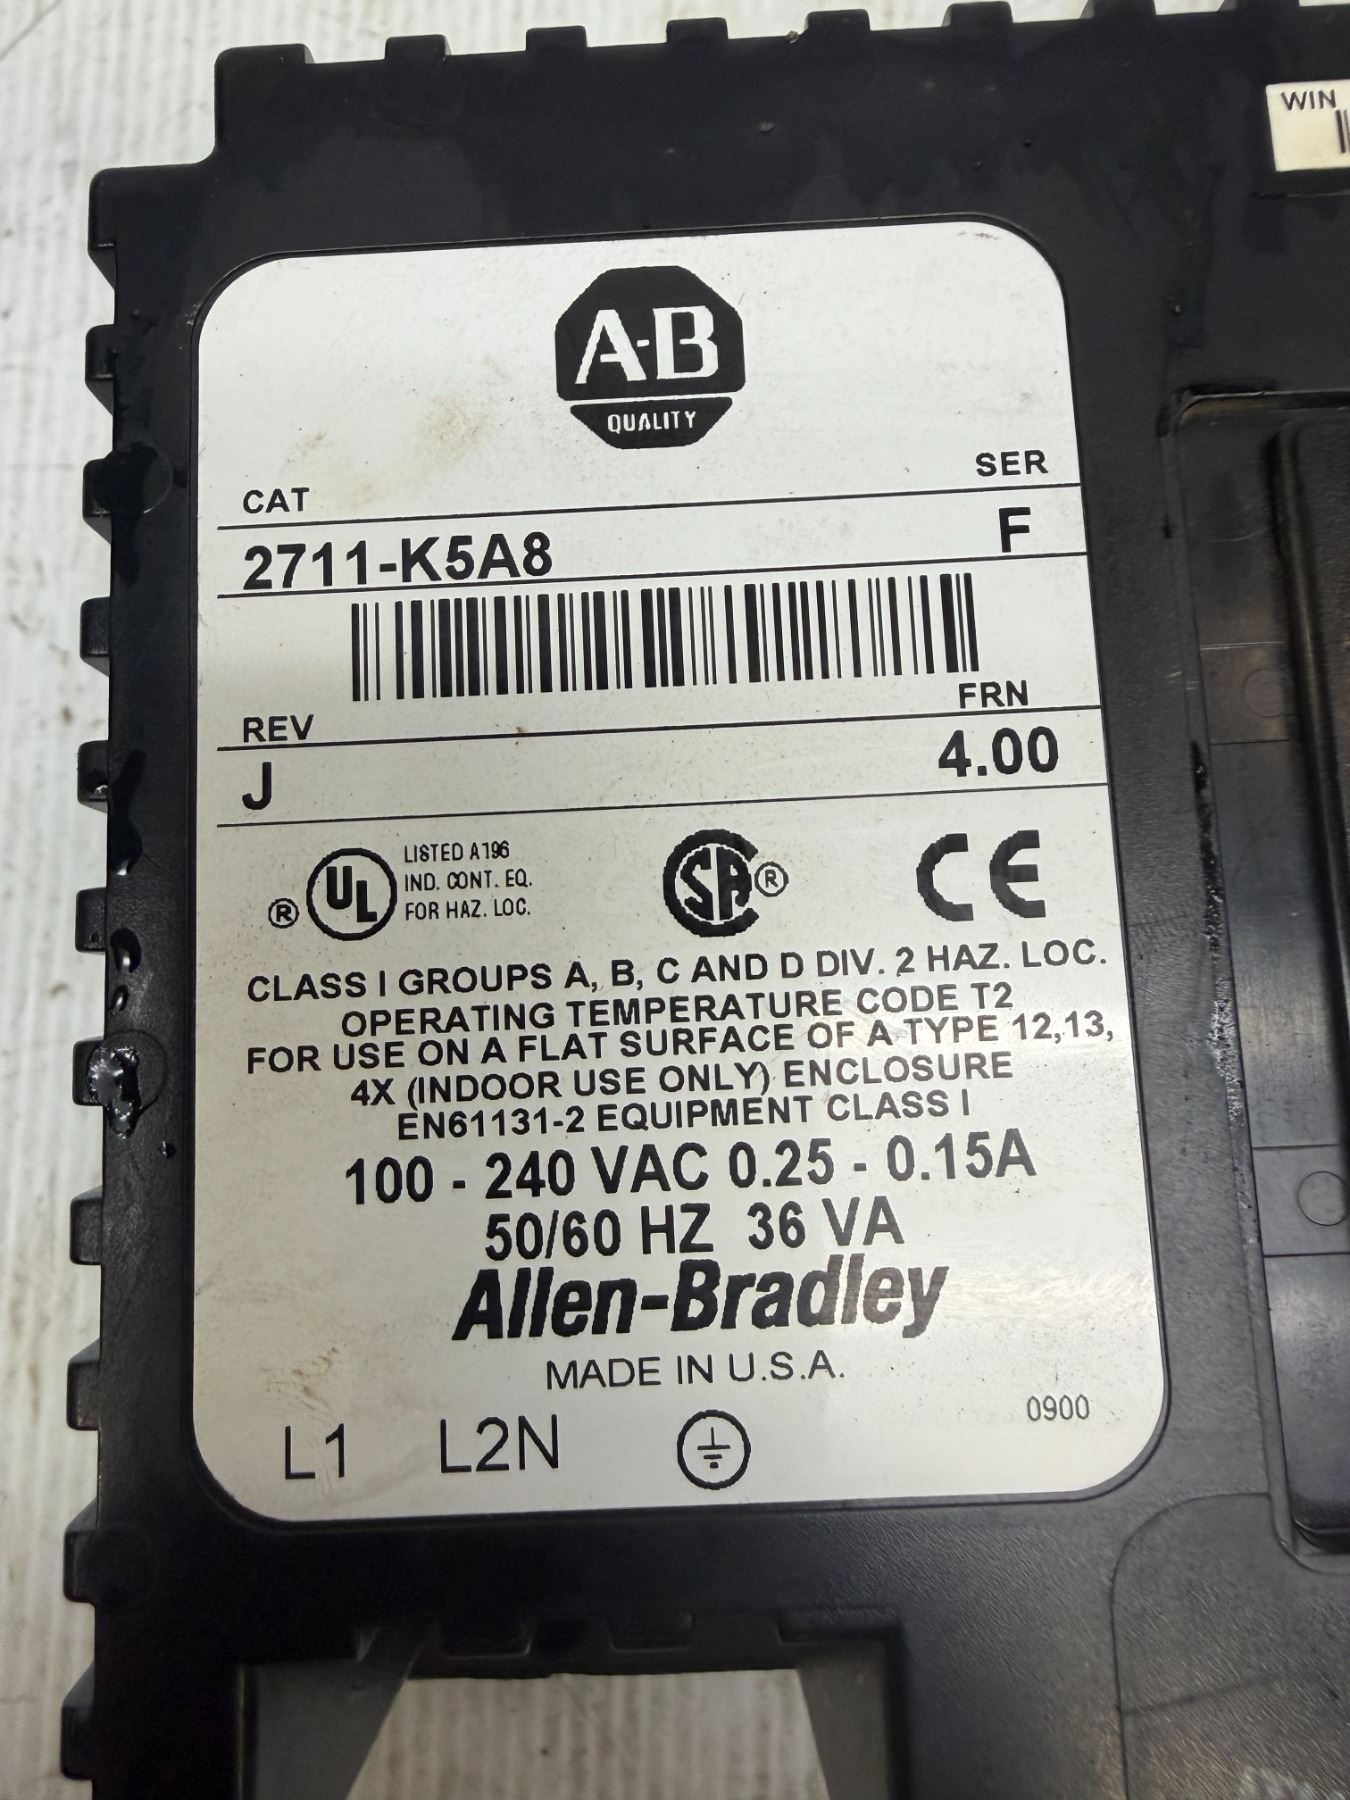 WIN
A-B
QUALITY
CAT SER
2711-K5A8 F
REV FRN
J 4.00
® UL LISTED A196
IND. CONT. EQ.
FOR HAZ. LOC.
SA ® CE
CLASS I GROUPS A, B, C AND D DIV. 2 HAZ. LOC.
OPERATING TEMPERATURE CODE T2
FOR USE ON A FLAT SURFACE OF A TYPE 12,13,
4X (INDOOR USE ONLY) ENCLOSURE
EN61131-2 EQUIPMENT CLASS I
100 - 240 VAC 0.25 - 0.15A
50/60 HZ 36 VA
Allen-Bradley
MADE IN U.S.A.
0900
L1 L2N